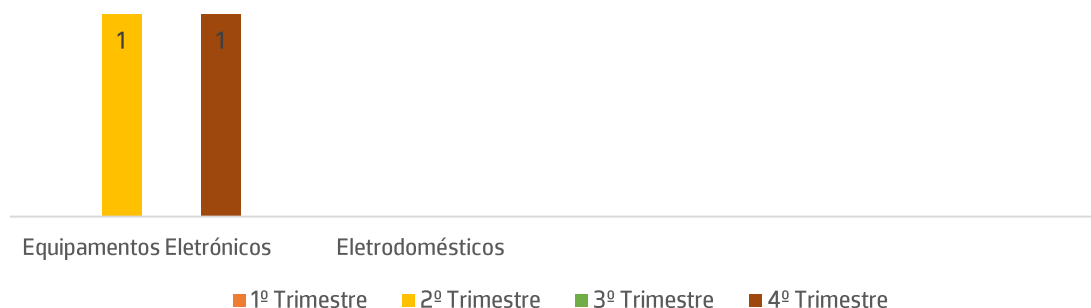 1 1
Equipamentos Eletrónicos Eletrodomésticos
1º Trimestre 2º Trimestre 3º Trimestre 4º Trimestre